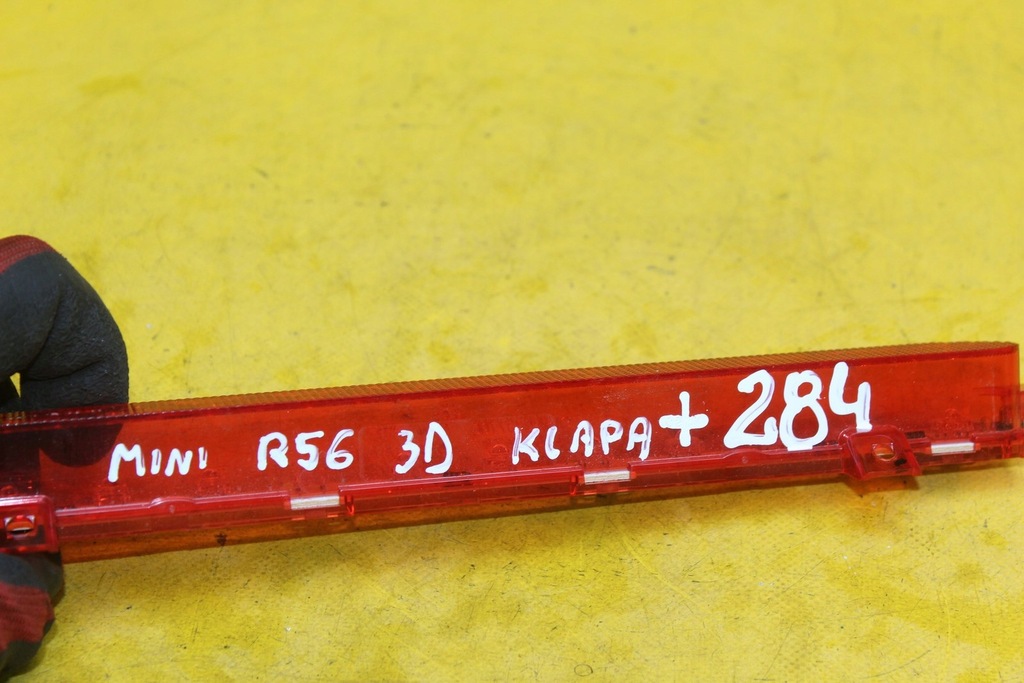 MINI R56 3D KLAPA + 284